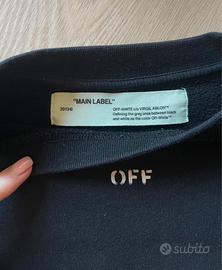 "MAIN LABEL"
2013©
OFF-WHITE c/o VIRGIL ABLOH™
Defining the grey area between black
and white as the color Off-White™
OFF
Subito